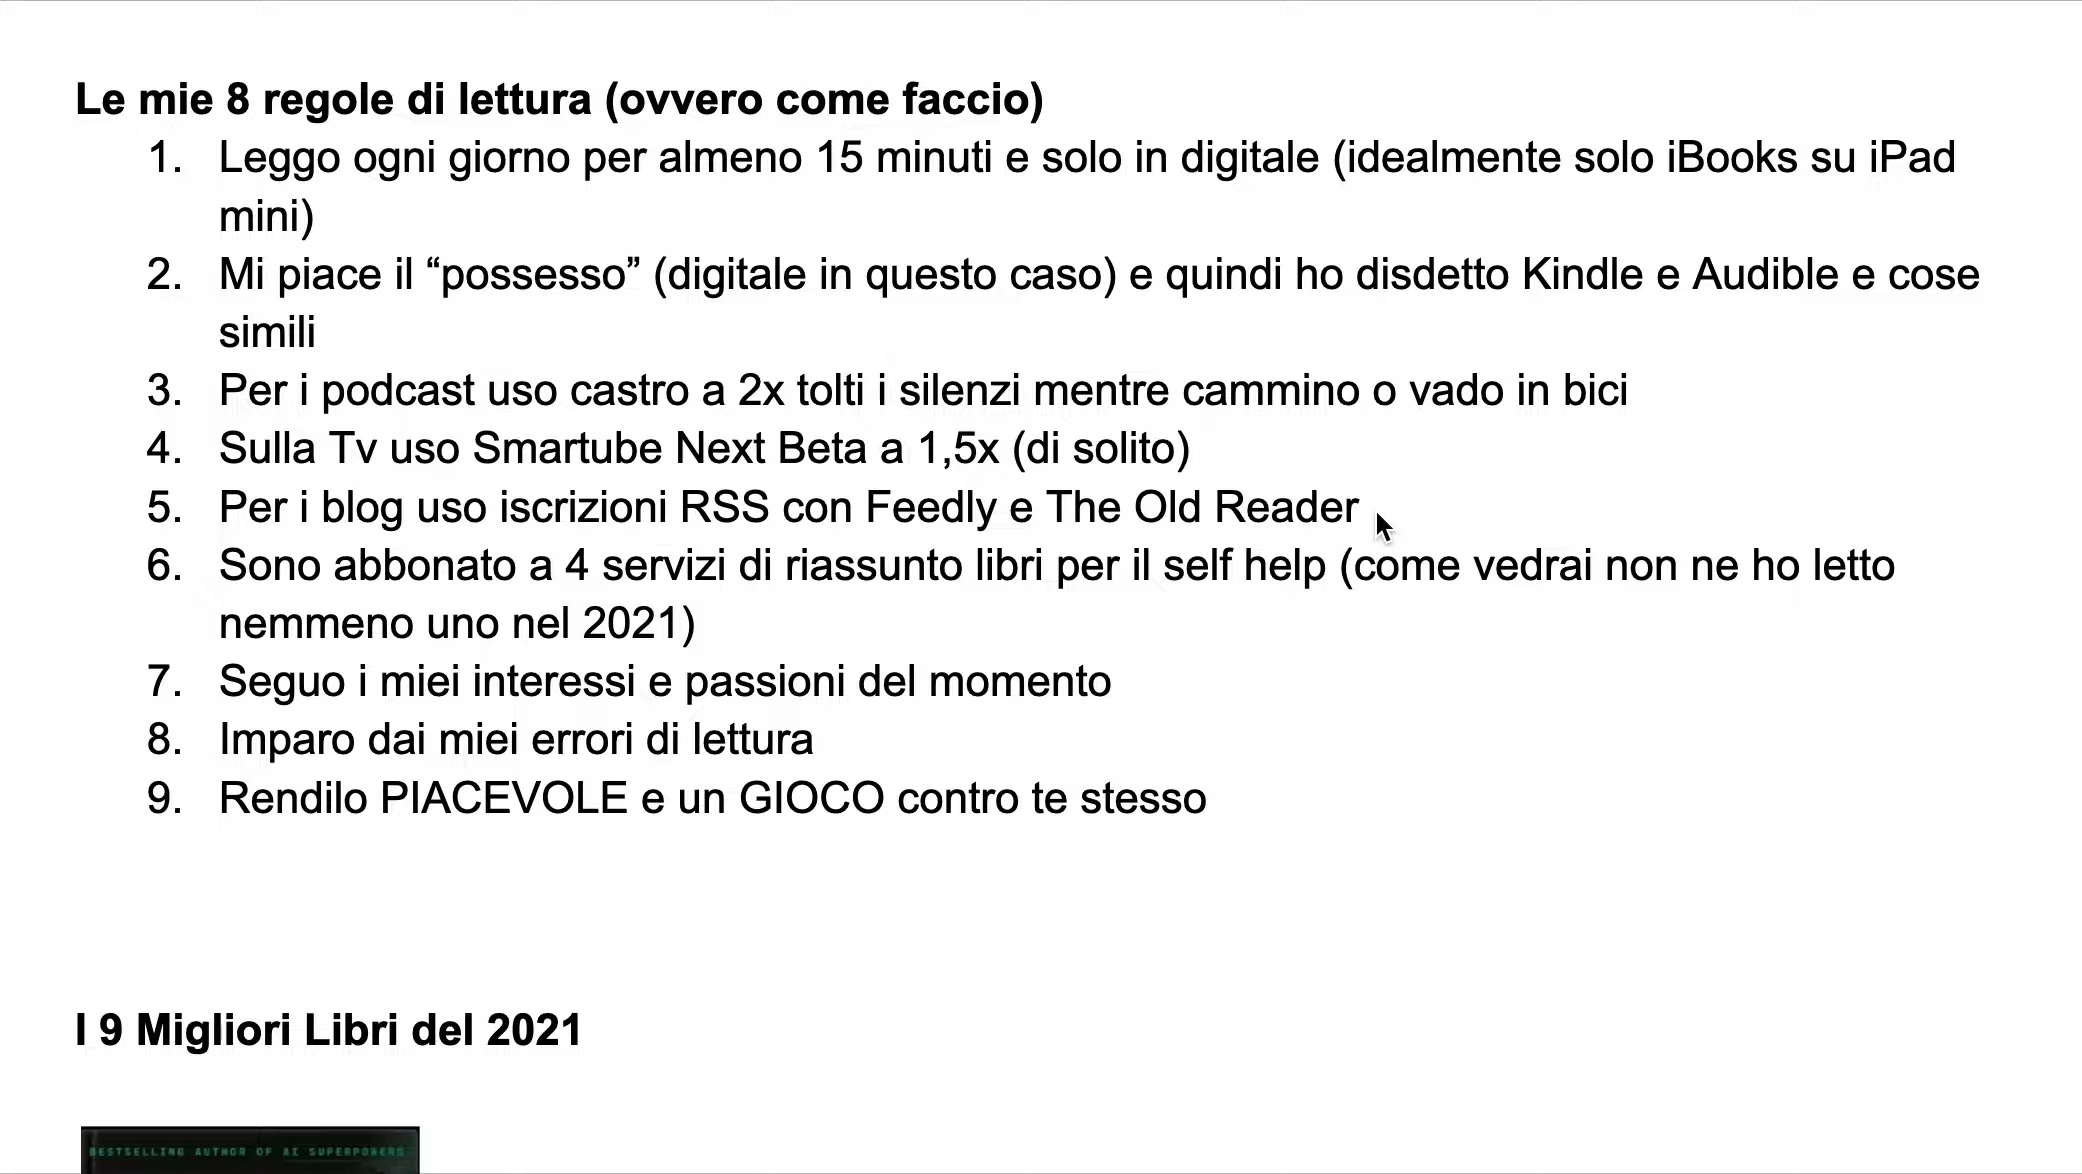 Le mie 8 regole di lettura (ovvero come faccio)
1. Leggo ogni giorno per almeno 15 minuti e solo in digitale (idealmente solo iBooks su iPad
mini)
2. Mi piace il “possesso” (digitale in questo caso) e quindi ho disdetto Kindle e Audible e cose
simili
3. Per i podcast uso castro a 2x tolti i silenzi mentre cammino o vado in bici
4. Sulla Tv uso Smartube Next Beta a 1,5x (di solito)
5. Per i blog uso iscrizioni RSS con Feedly e The Old Reader
6. Sono abbonato a 4 servizi di riassunto libri per il self help (come vedrai non ne ho letto
nemmeno uno nel 2021)
7. Seguo i miei interessi e passioni del momento
8. Imparo dai miei errori di lettura
9. Rendilo PIACEVOLE e un GIOCO contro te stesso
I 9 Migliori Libri del 2021
BESTSELLING AUTHOR OF AI SUPERPOWERS